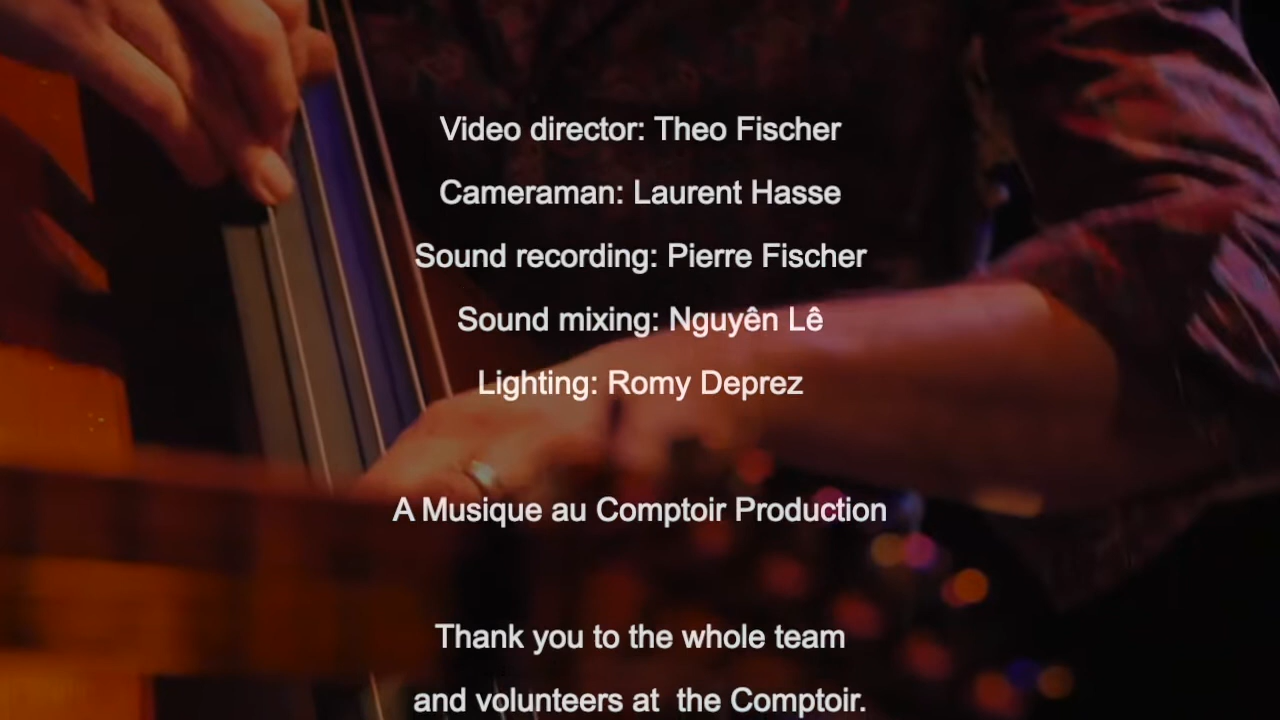 Video director: Theo Fischer
Cameraman: Laurent Hasse
Sound recording: Pierre Fischer
Sound mixing: Nguyên Lê
Lighting: Romy Deprez
A Musique au Comptoir Production
Thank you to the whole team
and volunteers at  the Comptoir.